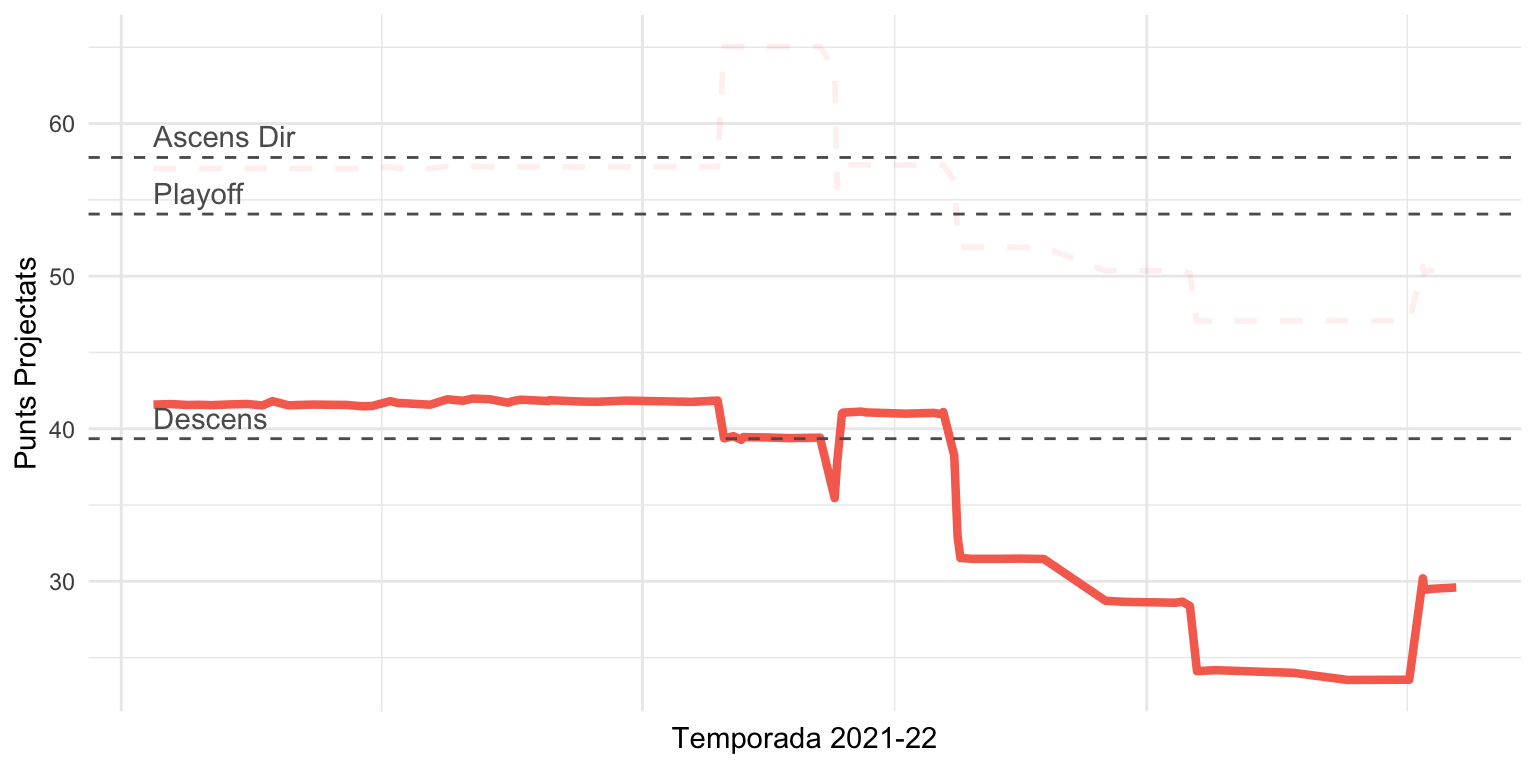 60
50
40
30
Punts Projectats
Ascens Dir
Playoff
Descens
Temporada 2021-22